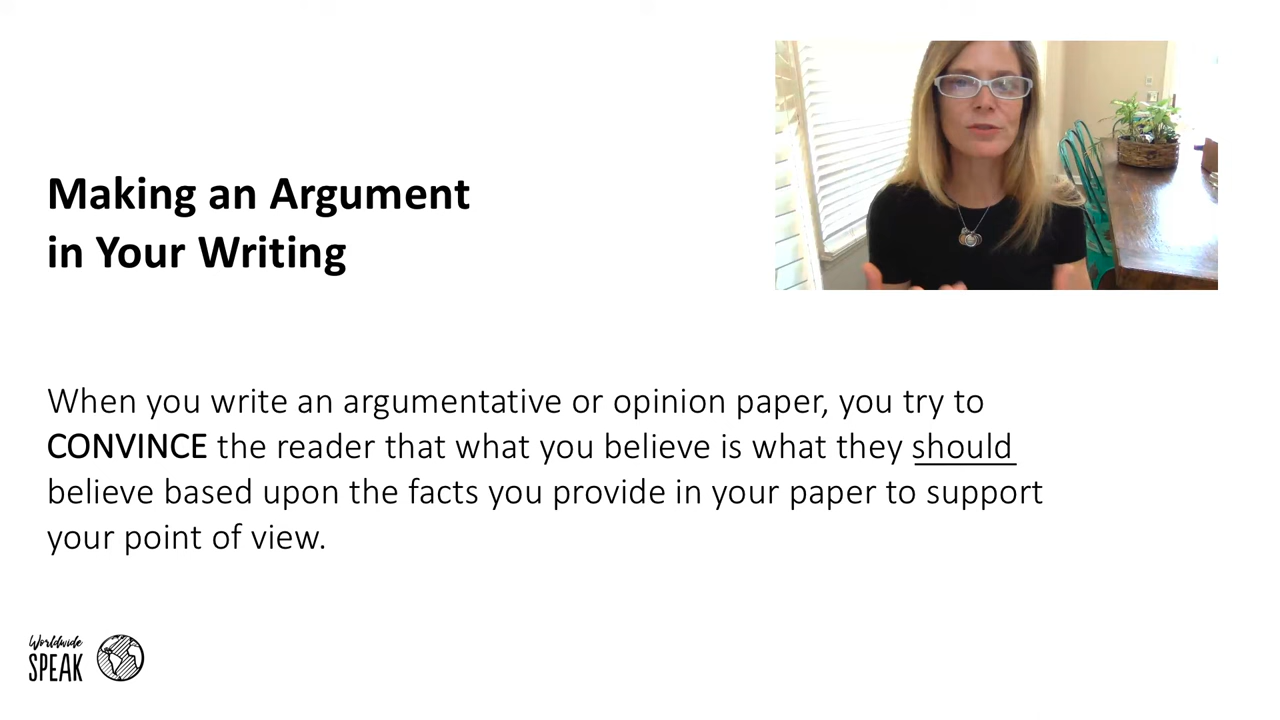 Making an Argument
in Your Writing
When you write an argumentative or opinion paper, you try to
CONVINCE the reader that what you believe is what they should
believe based upon the facts you provide in your paper to support
your point of view.
Worldwide
SPEAK